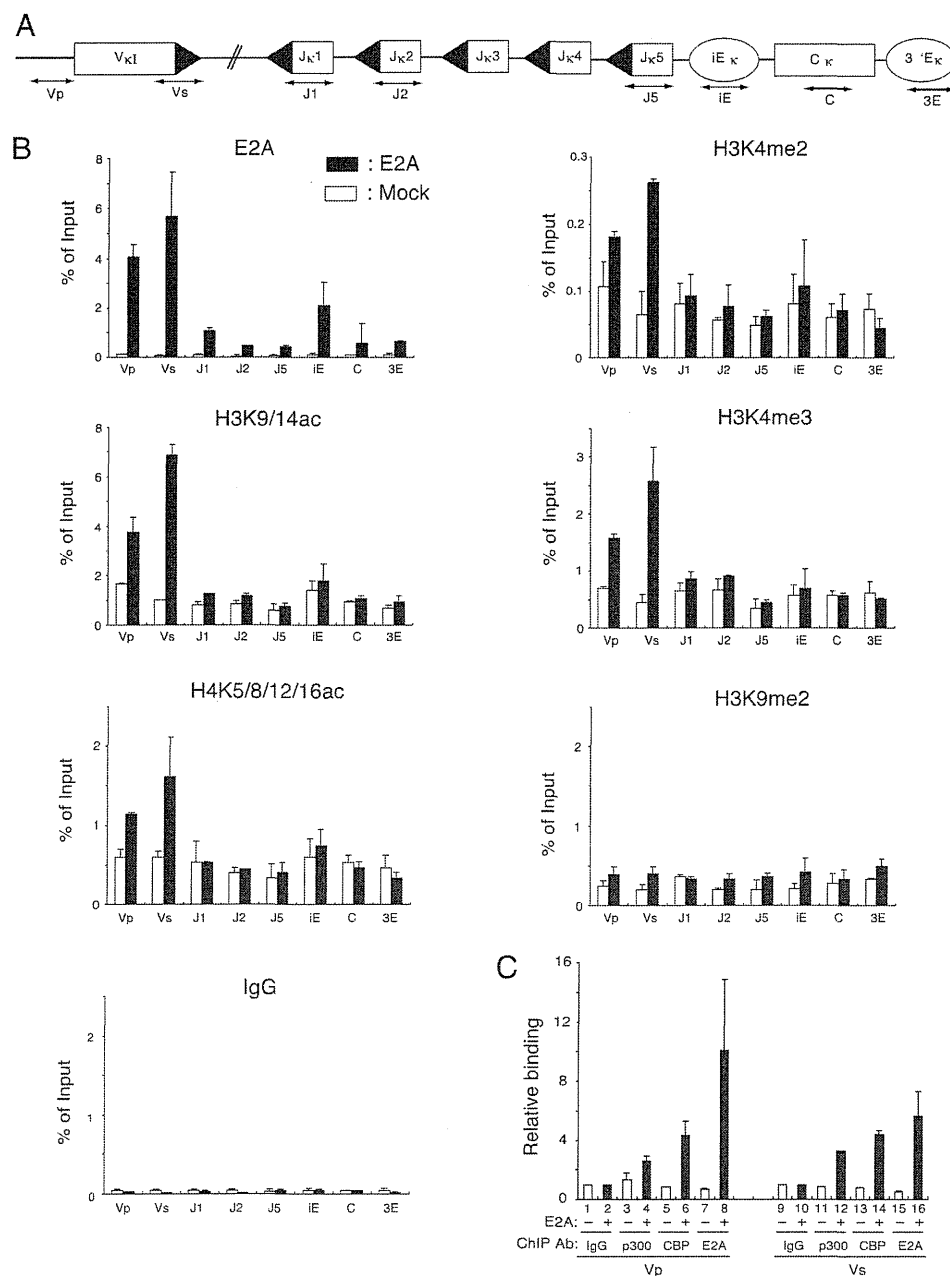 A
VκI
Jκ1
Jκ2
Jκ3
Jκ4
Jκ5
iE κ
C κ
3 'Eκ
Vp
Vs
J1
J2
J5
iE
C
3E
B
E2A
: E2A
: Mock
% of Input
8
6
4
2
0
Vp Vs J1 J2 J5 iE C 3E
H3K4me2
% of Input
0.3
0.2
0.1
0
Vp Vs J1 J2 J5 iE C 3E
H3K9/14ac
% of Input
8
6
4
2
0
Vp Vs J1 J2 J5 iE C 3E
H3K4me3
% of Input
3
2
1
0
Vp Vs J1 J2 J5 iE C 3E
H4K5/8/12/16ac
% of Input
2
1
0
Vp Vs J1 J2 J5 iE C 3E
H3K9me2
% of Input
2
1
0
Vp Vs J1 J2 J5 iE C 3E
IgG
% of Input
2
1
0
Vp Vs J1 J2 J5 iE C 3E
C
Relative binding
16
12
8
4
0
1 2 3 4 5 6 7 8 9 10 11 12 13 14 15 16
E2A: − + − + − + − + − + − + − + − +
ChIP Ab: IgG p300 CBP E2A IgG p300 CBP E2A
Vp Vs